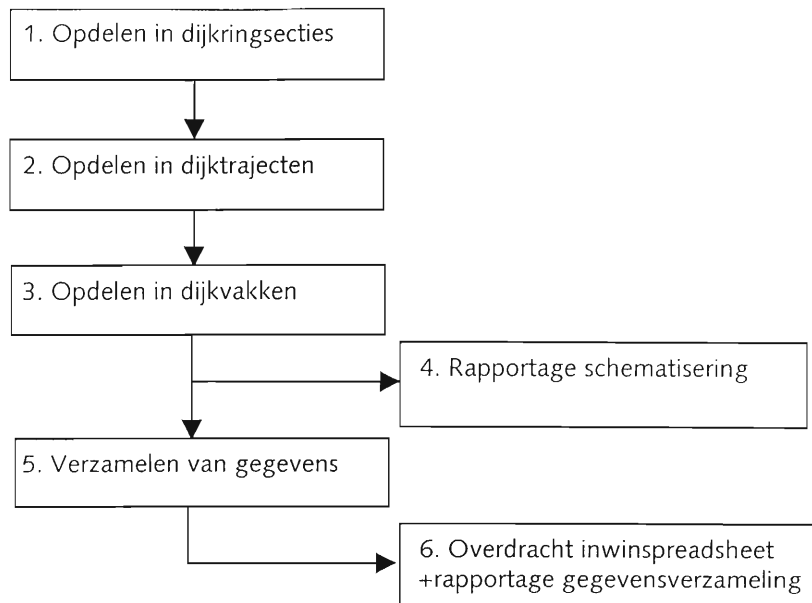 1. Opdelen in dijkringsecties
2. Opdelen in dijktrajecten
3. Opdelen in dijkvakken
4. Rapportage schematisering
5. Verzamelen van gegevens
6. Overdracht inwinspreadsheet
+rapportage gegevensverzameling